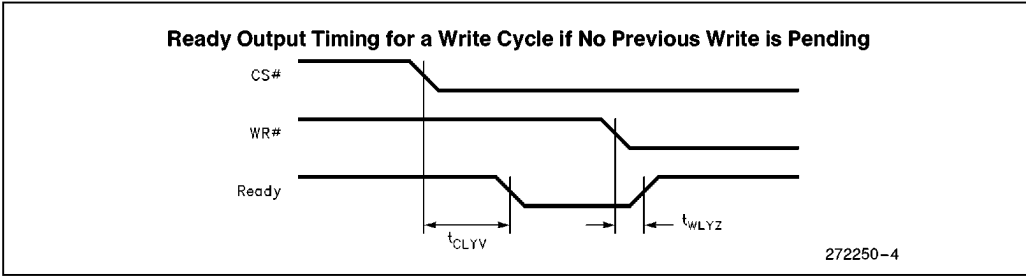 Ready Output Timing for a Write Cycle if No Previous Write is Pending
CS#
WR#
Ready
tCLYV
tWLYZ
272250-4